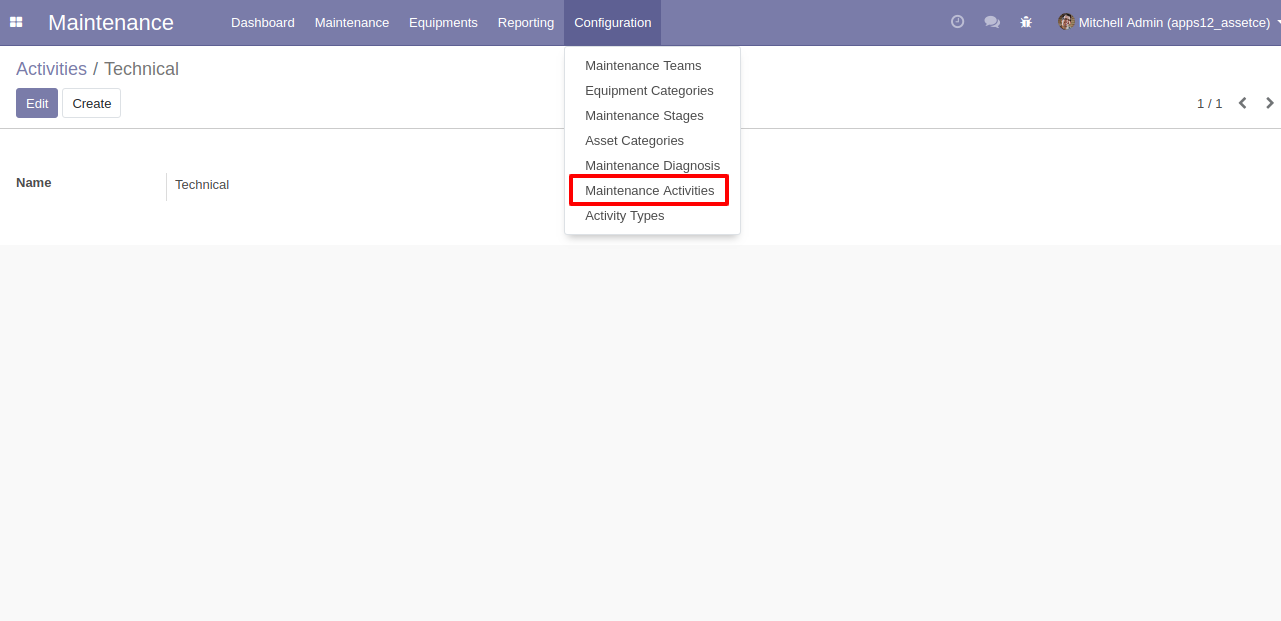 Maintenance Dashboard Maintenance Equipments Reporting Configuration Mitchell Admin (apps12_assetce)
Activities / Technical
Edit Create
1 / 1
Maintenance Teams
Equipment Categories
Maintenance Stages
Asset Categories
Maintenance Diagnosis
Maintenance Activities
Activity Types
Name Technical